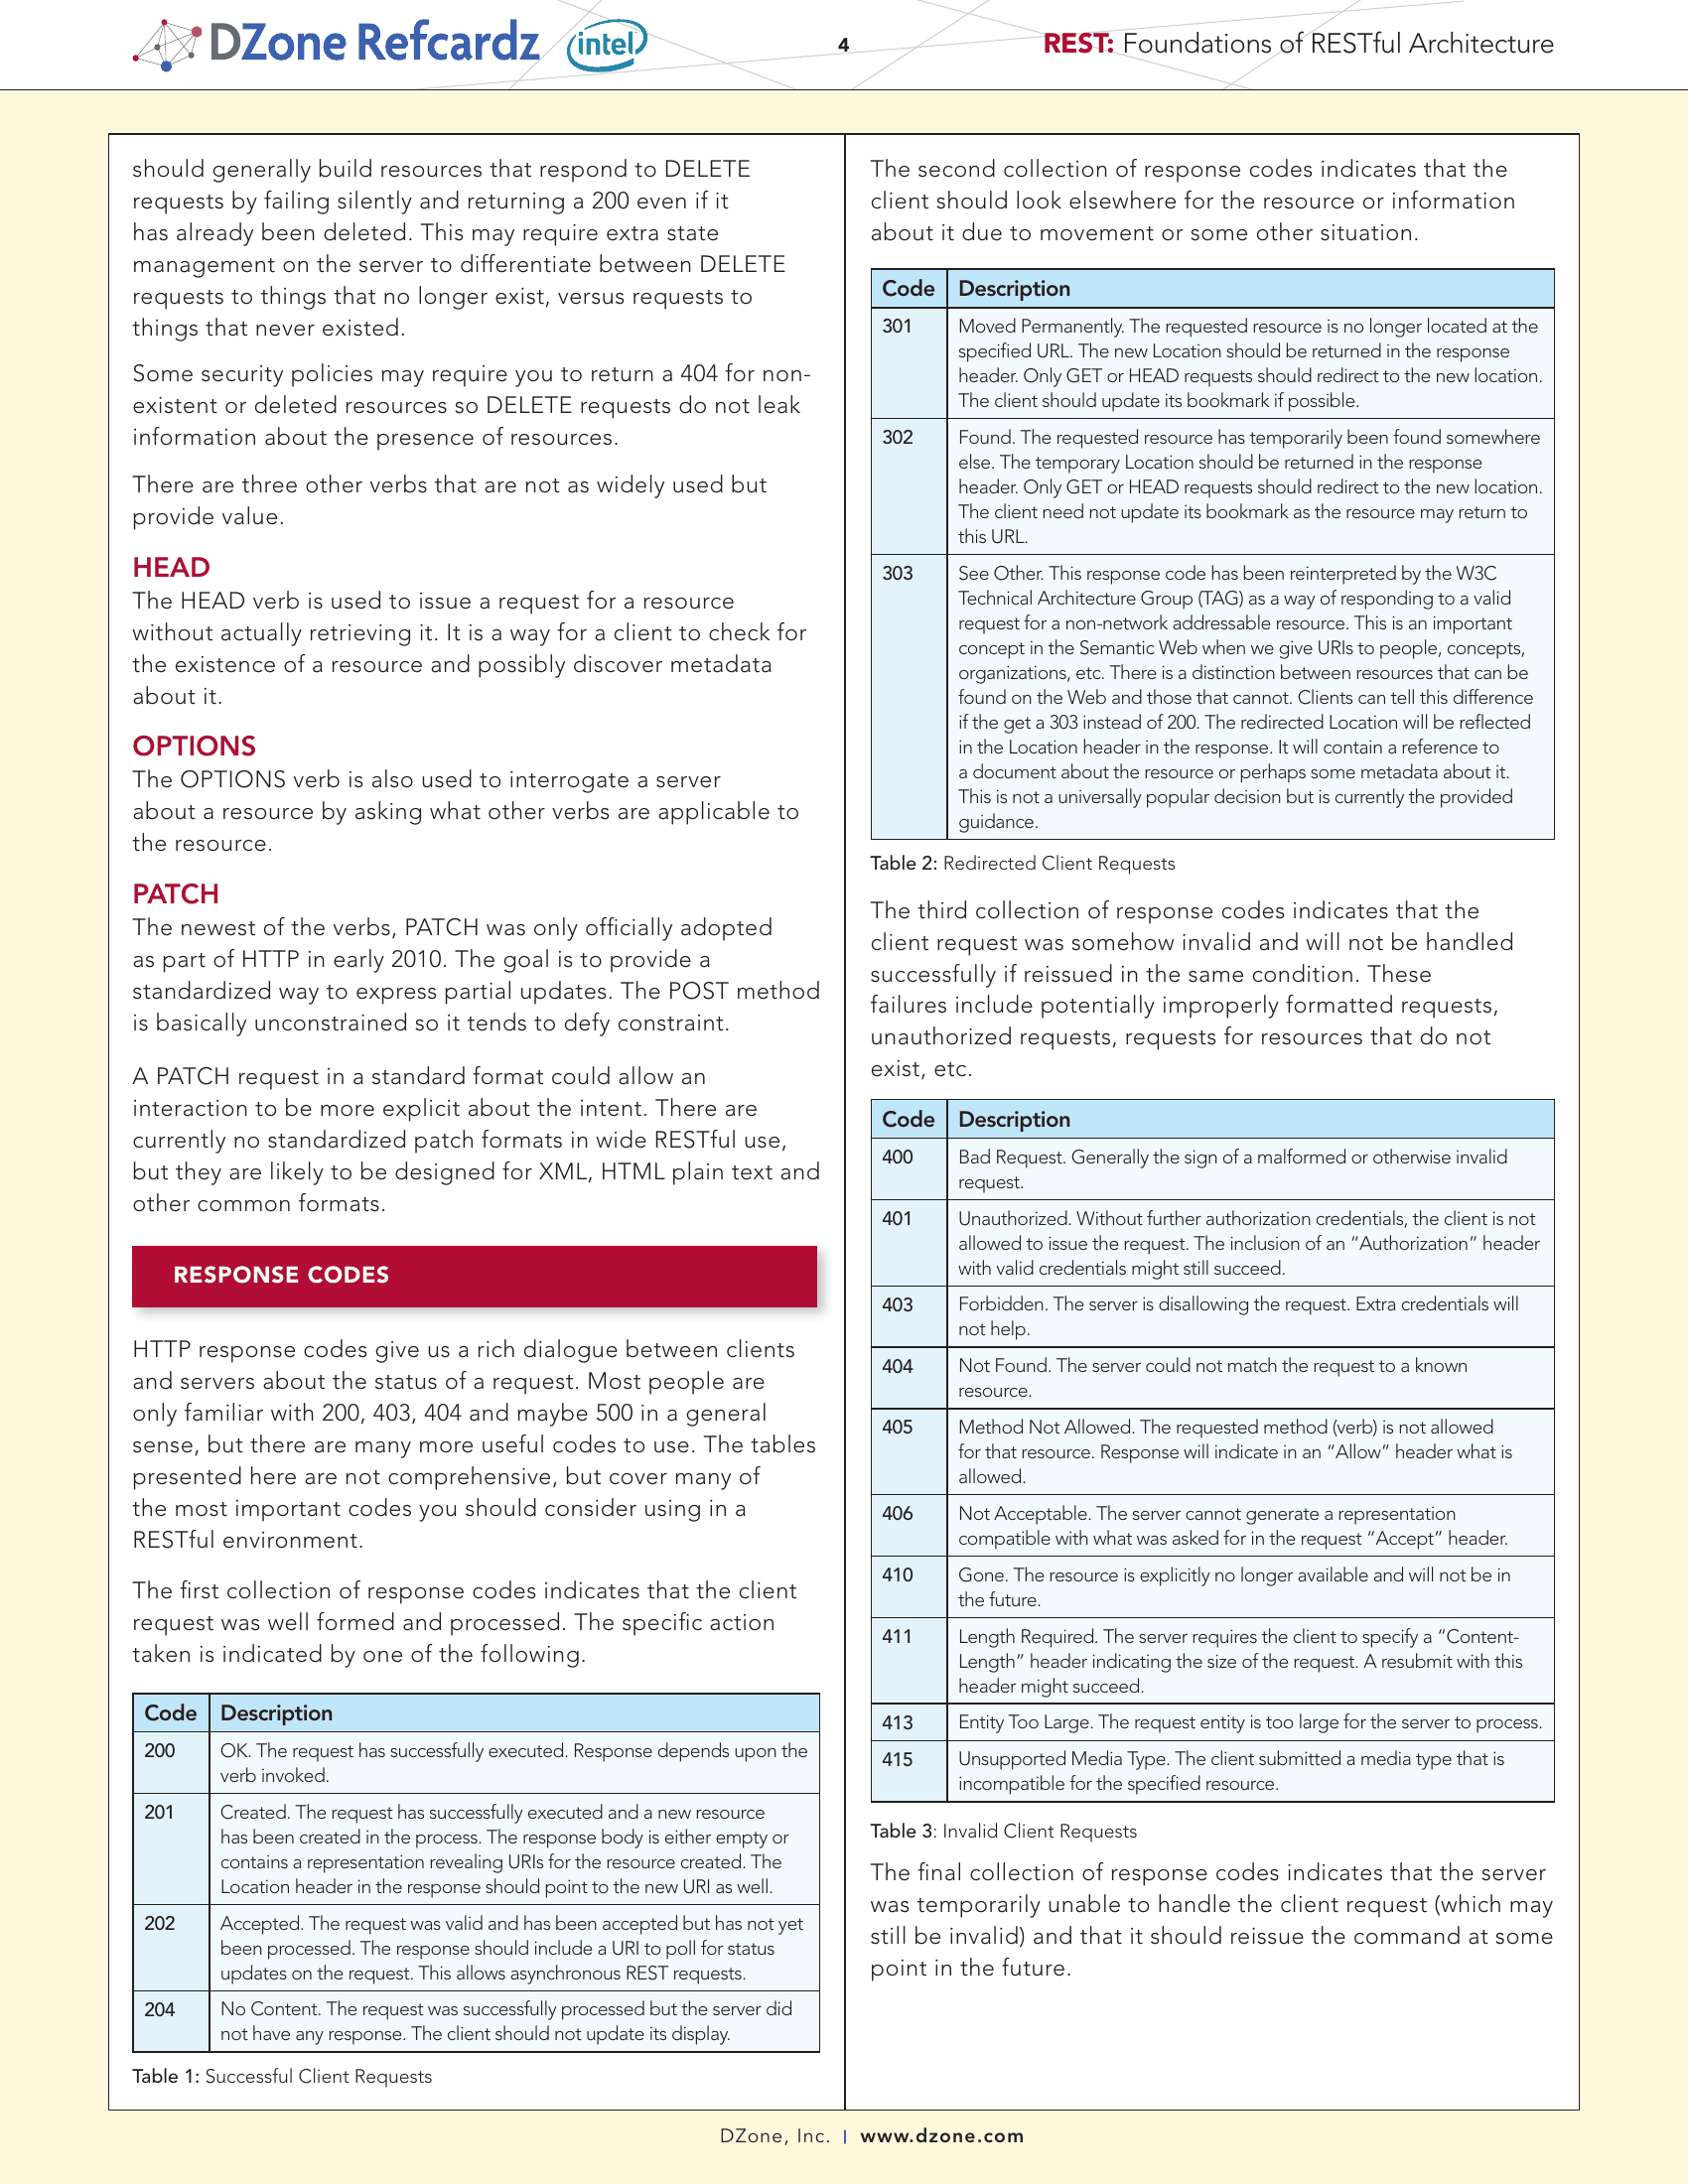 DZone Refcardz
intel
4
REST: Foundations of RESTful Architecture
should generally build resources that respond to DELETE
requests by failing silently and returning a 200 even if it
has already been deleted. This may require extra state
management on the server to differentiate between DELETE
requests to things that no longer exist, versus requests to
things that never existed.
Some security policies may require you to return a 404 for non-
existent or deleted resources so DELETE requests do not leak
information about the presence of resources.
There are three other verbs that are not as widely used but
provide value.
HEAD
The HEAD verb is used to issue a request for a resource
without actually retrieving it. It is a way for a client to check for
the existence of a resource and possibly discover metadata
about it.
OPTIONS
The OPTIONS verb is also used to interrogate a server
about a resource by asking what other verbs are applicable to
the resource.
PATCH
The newest of the verbs, PATCH was only officially adopted
as part of HTTP in early 2010. The goal is to provide a
standardized way to express partial updates. The POST method
is basically unconstrained so it tends to defy constraint.
A PATCH request in a standard format could allow an
interaction to be more explicit about the intent. There are
currently no standardized patch formats in wide RESTful use,
but they are likely to be designed for XML, HTML plain text and
other common formats.
RESPONSE CODES
HTTP response codes give us a rich dialogue between clients
and servers about the status of a request. Most people are
only familiar with 200, 403, 404 and maybe 500 in a general
sense, but there are many more useful codes to use. The tables
presented here are not comprehensive, but cover many of
the most important codes you should consider using in a
RESTful environment.
The first collection of response codes indicates that the client
request was well formed and processed. The specific action
taken is indicated by one of the following.
Code Description
200 OK. The request has successfully executed. Response depends upon the
verb invoked.
201 Created. The request has successfully executed and a new resource
has been created in the process. The response body is either empty or
contains a representation revealing URIs for the resource created. The
Location header in the response should point to the new URI as well.
202 Accepted. The request was valid and has been accepted but has not yet
been processed. The response should include a URI to poll for status
updates on the request. This allows asynchronous REST requests.
204 No Content. The request was successfully processed but the server did
not have any response. The client should not update its display.
Table 1: Successful Client Requests
The second collection of response codes indicates that the
client should look elsewhere for the resource or information
about it due to movement or some other situation.
Code Description
301 Moved Permanently. The requested resource is no longer located at the
specified URL. The new Location should be returned in the response
header. Only GET or HEAD requests should redirect to the new location.
The client should update its bookmark if possible.
302 Found. The requested resource has temporarily been found somewhere
else. The temporary Location should be returned in the response
header. Only GET or HEAD requests should redirect to the new location.
The client need not update its bookmark as the resource may return to
this URL.
303 See Other. This response code has been reinterpreted by the W3C
Technical Architecture Group (TAG) as a way of responding to a valid
request for a non-network addressable resource. This is an important
concept in the Semantic Web when we give URIs to people, concepts,
organizations, etc. There is a distinction between resources that can be
found on the Web and those that cannot. Clients can tell this difference
if the get a 303 instead of 200. The redirected Location will be reflected
in the Location header in the response. It will contain a reference to
a document about the resource or perhaps some metadata about it.
This is not a universally popular decision but is currently the provided
guidance.
Table 2: Redirected Client Requests
The third collection of response codes indicates that the
client request was somehow invalid and will not be handled
successfully if reissued in the same condition. These
failures include potentially improperly formatted requests,
unauthorized requests, requests for resources that do not
exist, etc.
Code Description
400 Bad Request. Generally the sign of a malformed or otherwise invalid
request.
401 Unauthorized. Without further authorization credentials, the client is not
allowed to issue the request. The inclusion of an “Authorization” header
with valid credentials might still succeed.
403 Forbidden. The server is disallowing the request. Extra credentials will
not help.
404 Not Found. The server could not match the request to a known
resource.
405 Method Not Allowed. The requested method (verb) is not allowed
for that resource. Response will indicate in an “Allow” header what is
allowed.
406 Not Acceptable. The server cannot generate a representation
compatible with what was asked for in the request “Accept” header.
410 Gone. The resource is explicitly no longer available and will not be in
the future.
411 Length Required. The server requires the client to specify a “Content-
Length” header indicating the size of the request. A resubmit with this
header might succeed.
413 Entity Too Large. The request entity is too large for the server to process.
415 Unsupported Media Type. The client submitted a media type that is
incompatible for the specified resource.
Table 3: Invalid Client Requests
The final collection of response codes indicates that the server
was temporarily unable to handle the client request (which may
still be invalid) and that it should reissue the command at some
point in the future.
DZone, Inc. | www.dzone.com